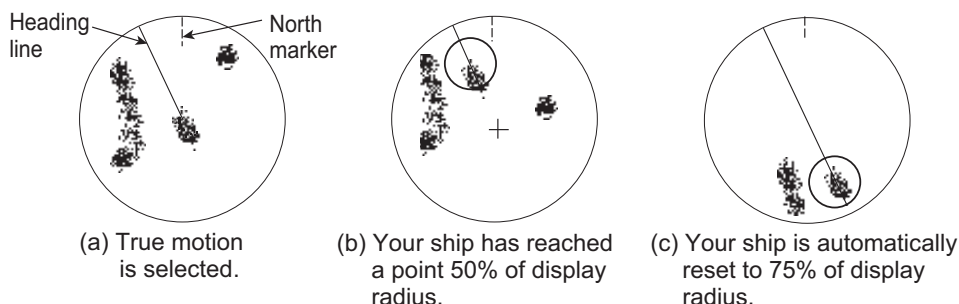 Heading
line
North
marker
(a) True motion
is selected.
(b) Your ship has reached
a point 50% of display
radius.
(c) Your ship is automatically
reset to 75% of display
radius.